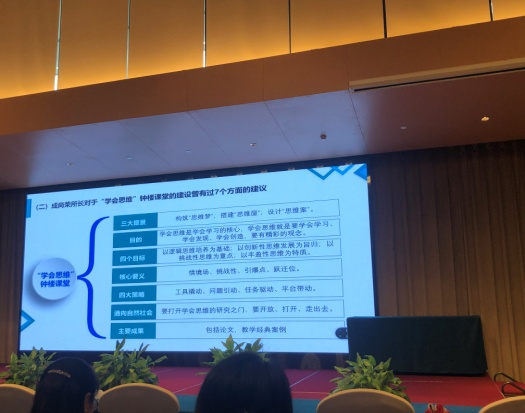 （二）成尚荣所长对于“学会思维”钟楼课堂的建设曾有过7个方面的建议
“学会思维”
钟楼课堂
三大愿景
构筑“思维梦”；搭建“思维屋”；设计“思维案”。
目的
学会思维是学会学习的核心，学会思维就是要学会学习、
学会发现、学会创造，要有精彩的观念。
四个目标
以逻辑思维培养为基础；以创新性思维发展为旨归；以
挑战性思维为重点；以丰盈性思维为特质。
核心要义
情境场、挑战性、引爆点、跃迁位。
四大策略
工具撬动、问题引动、任务驱动、平台带动。
通向自然社会
要打开学会思维的研究之门，要开放、打开、走出去。
主要成果
包括论文、教学经典案例